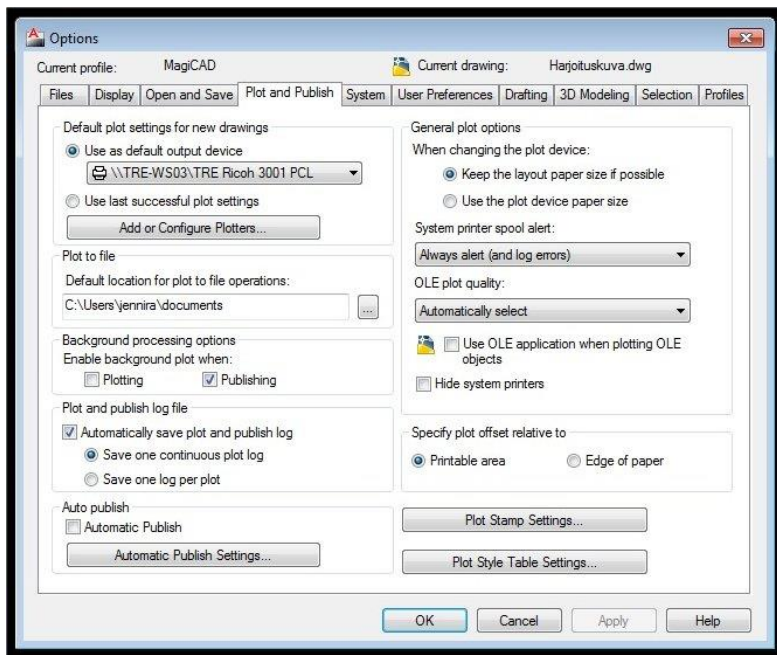 Options
Current profile: MagiCAD Current drawing: Harjoituskuva.dwg
Files Display Open and Save Plot and Publish System User Preferences Drafting 3D Modeling Selection Profiles
Default plot settings for new drawings
Use as default output device
\\TRE-WS03\TRE Ricoh 3001 PCL
Use last successful plot settings
Add or Configure Plotters...
Plot to file
Default location for plot to file operations:
C:\Users\jennira\documents
...
Background processing options
Enable background plot when:
Plotting Publishing
Plot and publish log file
Automatically save plot and publish log
Save one continuous plot log
Save one log per plot
Auto publish
Automatic Publish
Automatic Publish Settings...
General plot options
When changing the plot device:
Keep the layout paper size if possible
Use the plot device paper size
System printer spool alert:
Always alert (and log errors)
OLE plot quality:
Automatically select
Use OLE application when plotting OLE
objects
Hide system printers
Specify plot offset relative to
Printable area Edge of paper
Plot Stamp Settings...
Plot Style Table Settings...
OK Cancel Apply Help